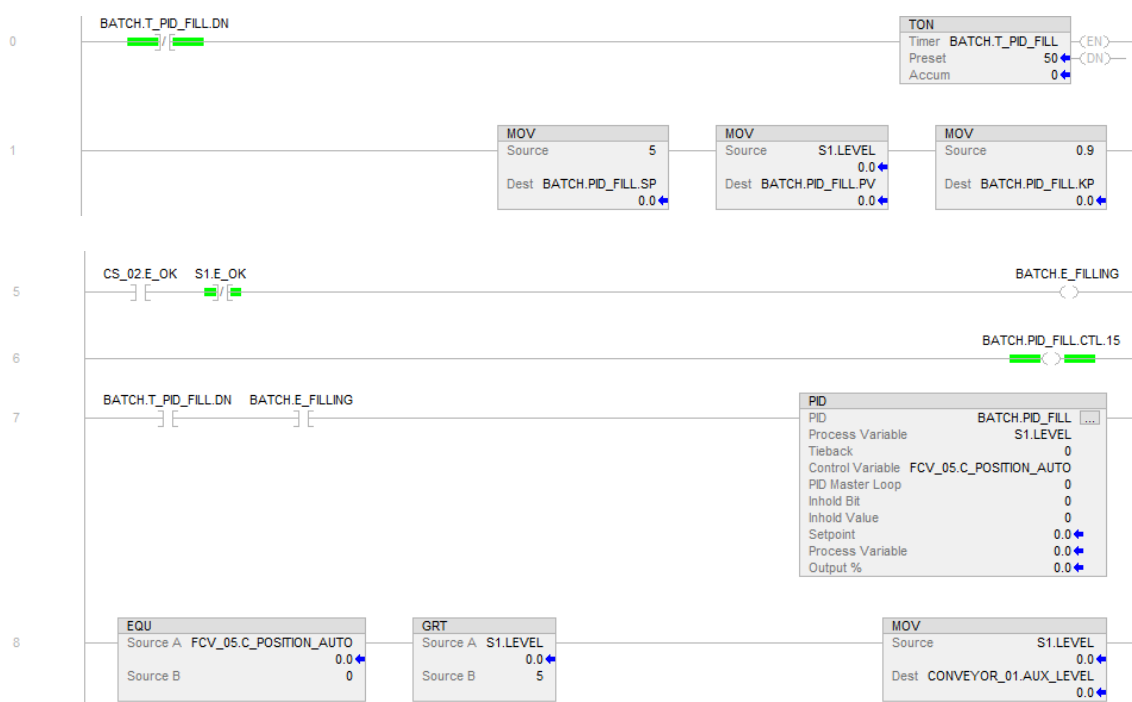 BATCH.T_PID_FILL.DN
0
TON
Timer BATCH.T_PID_FILL (EN)
Preset 50 (DN)
Accum 0
1
MOV MOV MOV
Source 5 Source S1.LEVEL Source 0.9
0.0
Dest BATCH.PID_FILL.SP Dest BATCH.PID_FILL.PV Dest BATCH.PID_FILL.KP
0.0 0.0 0.0
CS_02.E_OK S1.E_OK BATCH.E_FILLING
5
BATCH.PID_FILL.CTL.15
6
BATCH.T_PID_FILL.DN BATCH.E_FILLING
7
PID
PID BATCH.PID_FILL ...
Process Variable S1.LEVEL
Tieback 0
Control Variable FCV_05.C_POSITION_AUTO
PID Master Loop 0
Inhold Bit 0
Inhold Value 0
Setpoint 0.0
Process Variable 0.0
Output % 0.0
8
EQU GRT MOV
Source A FCV_05.C_POSITION_AUTO Source A S1.LEVEL Source S1.LEVEL
0.0 0.0 0.0
Source B 0 Source B 5 Dest CONVEYOR_01.AUX_LEVEL
0.0